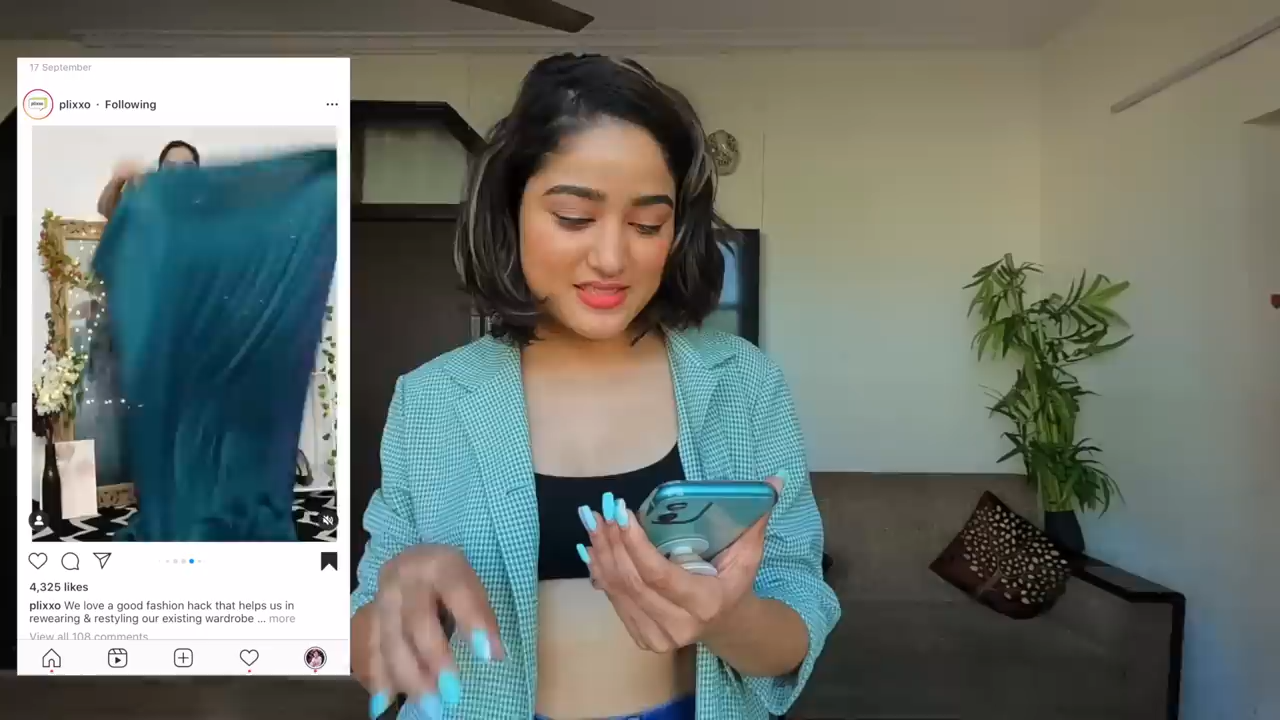 17 September
plixxo
plixxo · Following
4,325 likes
plixxo We love a good fashion hack that helps us in
rewearing & restyling our existing wardrobe ... more
View all 108 comments